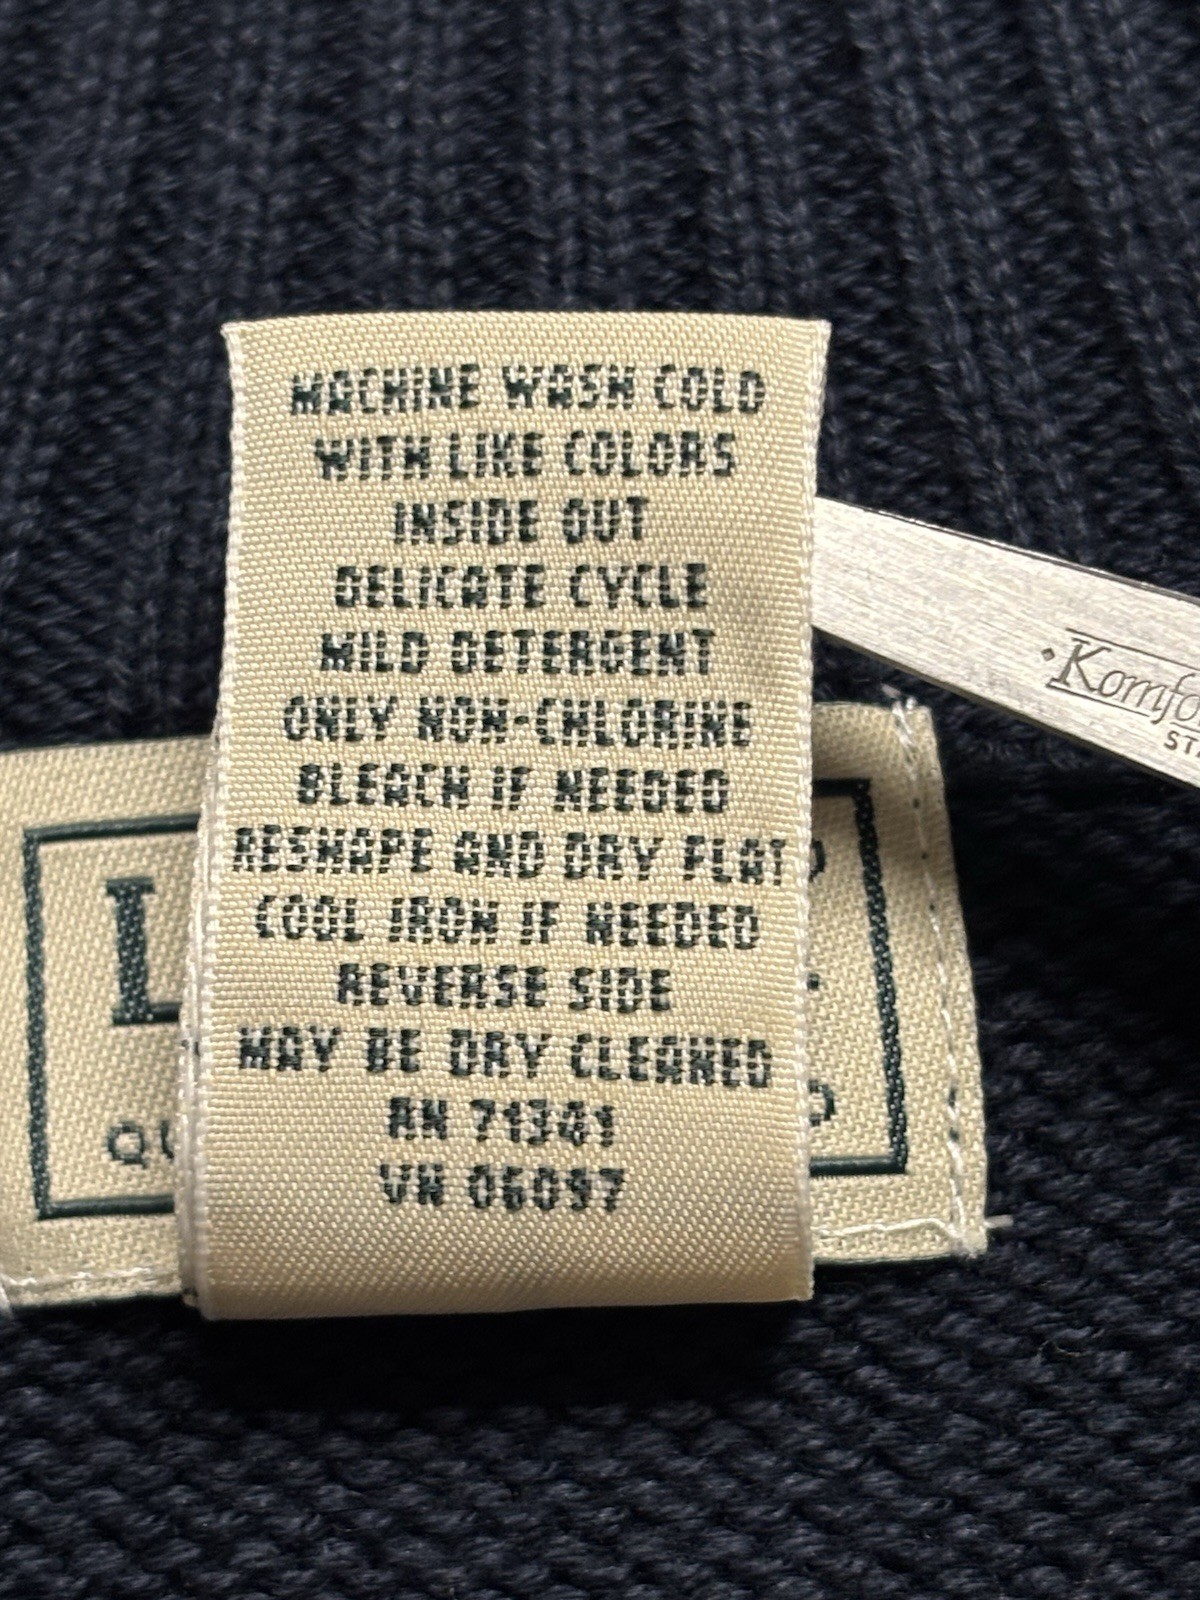 MACHINE WASH COLD
WITH LIKE COLORS
INSIDE OUT
DELICATE CYCLE
MILD DETERGENT
ONLY NON-CHLORINE
BLEACH IF NEEDED
RESHAPE AND DRY FLAT
COOL IRON IF NEEDED
REVERSE SIDE
MAY BE DRY CLEANED
RN 71341
VN 06097